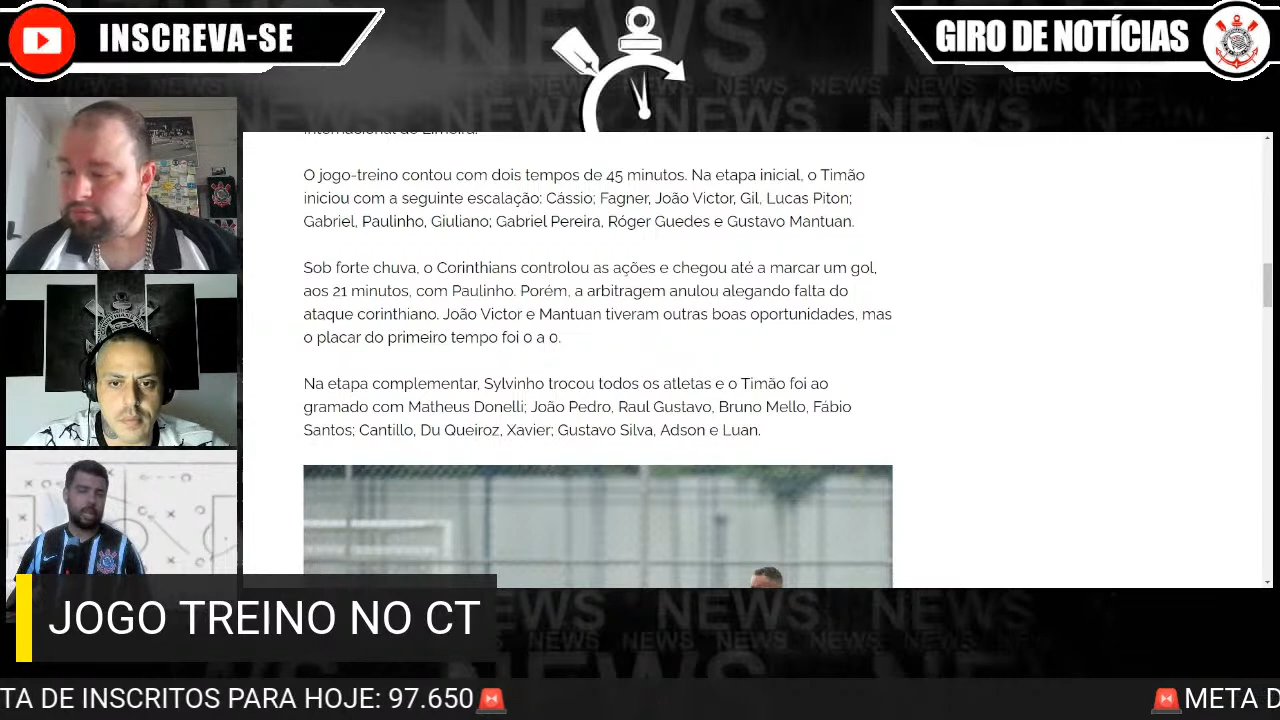 INSCREVA-SE
GIRO DE NOTÍCIAS
O jogo-treino contou com dois tempos de 45 minutos. Na etapa inicial, o Timão
iniciou com a seguinte escalação: Cássio; Fagner, João Victor, Gil, Lucas Piton;
Gabriel, Paulinho, Giuliano; Gabriel Pereira, Róger Guedes e Gustavo Mantuan.
Sob forte chuva, o Corinthians controlou as ações e chegou até a marcar um gol,
aos 21 minutos, com Paulinho. Porém, a arbitragem anulou alegando falta do
ataque corinthiano. João Victor e Mantuan tiveram outras boas oportunidades, mas
o placar do primeiro tempo foi 0 a 0.
Na etapa complementar, Sylvinho trocou todos os atletas e o Timão foi ao
gramado com Matheus Donelli; João Pedro, Raul Gustavo, Bruno Mello, Fábio
Santos; Cantillo, Du Queiroz, Xavier; Gustavo Silva, Adson e Luan.
JOGO TREINO NO CT
TA DE INSCRITOS PARA HOJE: 97.650 META D